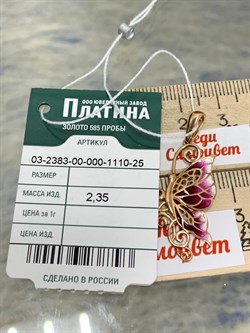 ООО ЮВЕЛИРНЫЙ ЗАВОД
ПЛАТИНА
ЗОЛОТО 585 ПРОБЫ
АРТИКУЛ
03-2383-00-000-1110-25
РАЗМЕР
МАССА ИЗД. 2,35
ЦЕНА за 1г
ЦЕНА ИЗД.
СДЕЛАНО В РОССИИ